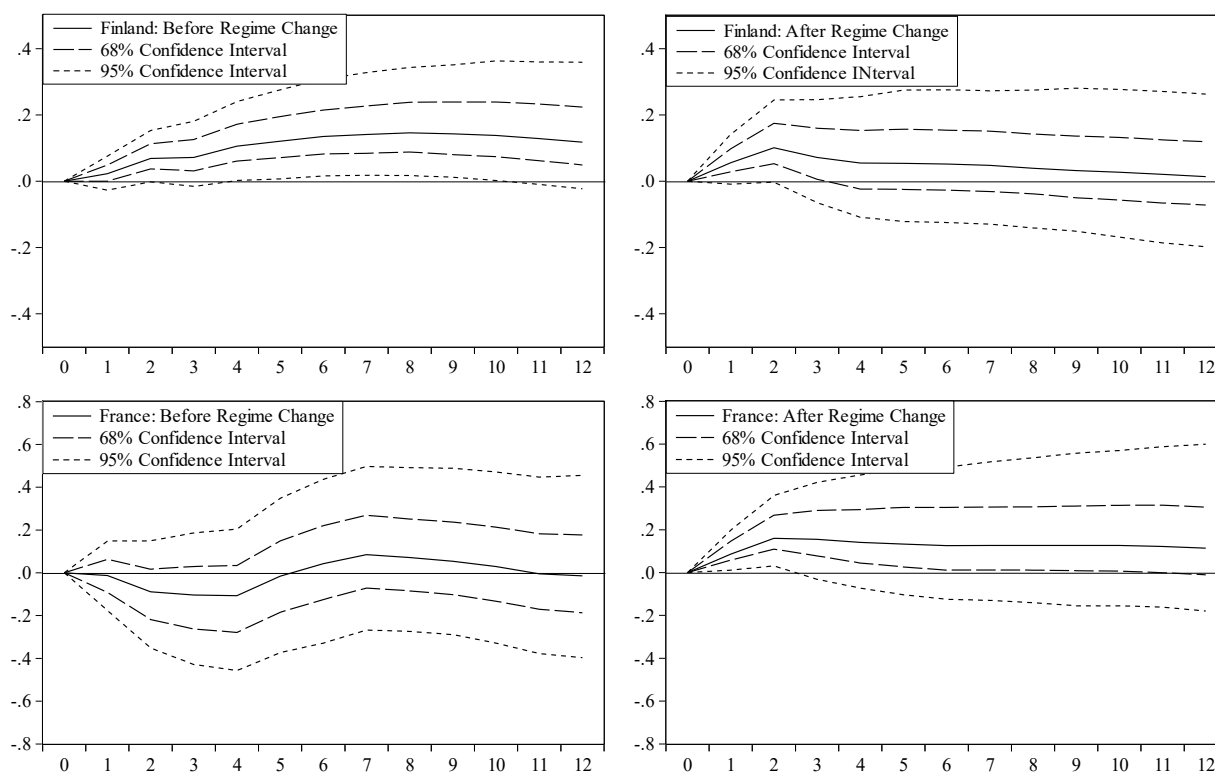 Finland: Before Regime Change
68% Confidence Interval
95% Confidence Interval
.4
.2
.0
-.2
-.4
0 1 2 3 4 5 6 7 8 9 10 11 12
Finland: After Regime Change
68% Confidence Interval
95% Confidence INterval
.4
.2
.0
-.2
-.4
0 1 2 3 4 5 6 7 8 9 10 11 12
France: Before Regime Change
68% Confidence Interval
95% Confidence Interval
.8
.6
.4
.2
.0
-.2
-.4
-.6
-.8
0 1 2 3 4 5 6 7 8 9 10 11 12
France: After Regime Change
68% Confidence Interval
95% Confidence Interval
.8
.6
.4
.2
.0
-.2
-.4
-.6
-.8
0 1 2 3 4 5 6 7 8 9 10 11 12